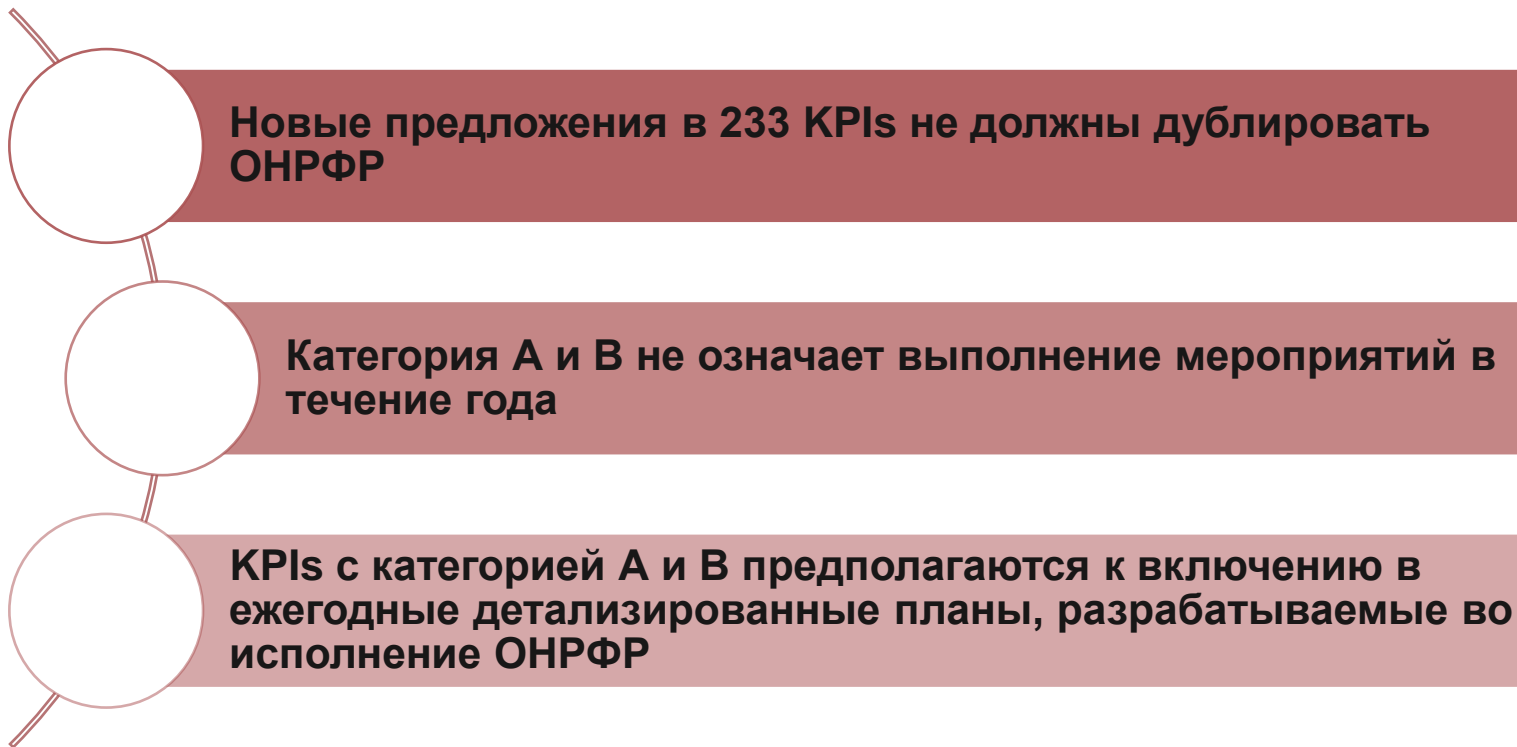 Новые предложения в 233 KPIs не должны дублировать
ОНРФР
Категория А и В не означает выполнение мероприятий в
течение года
KPIs с категорией А и В предполагаются к включению в
ежегодные детализированные планы, разрабатываемые во
исполнение ОНРФР